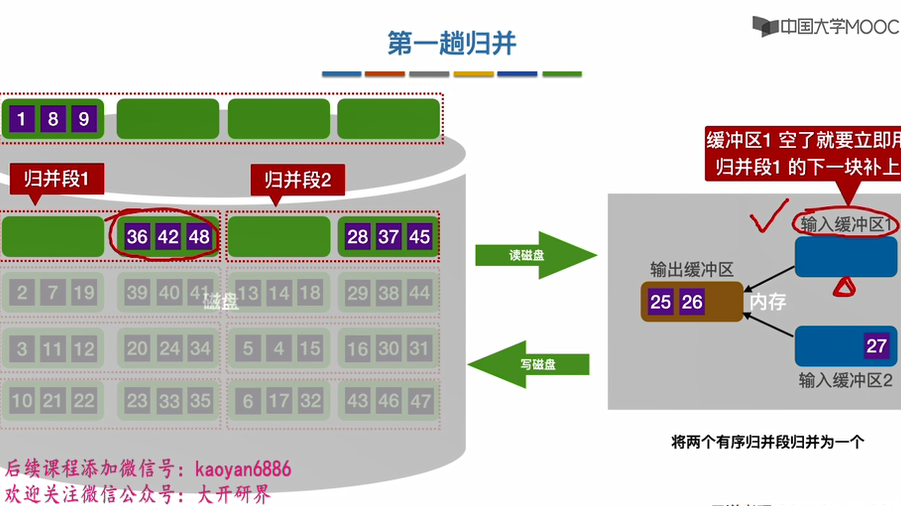 中国大学MOOC
第一趟归并
1 8 9
缓冲区1 空了就要立即用
归并段1 的下一块补上
归并段1
归并段2
36 42 48
28 37 45
输入缓冲区1
读磁盘
输出缓冲区
25 26
内存
2 7 19
39 40 41
13 14 18
29 38 44
磁盘
3 11 12
20 24 34
5 4 15
16 30 31
写磁盘
27
输入缓冲区2
10 21 22
23 33 35
6 17 32
43 46 47
将两个有序归并段归并为一个
后续课程添加微信号：kaoyan6886
欢迎关注微信公众号：大开研界